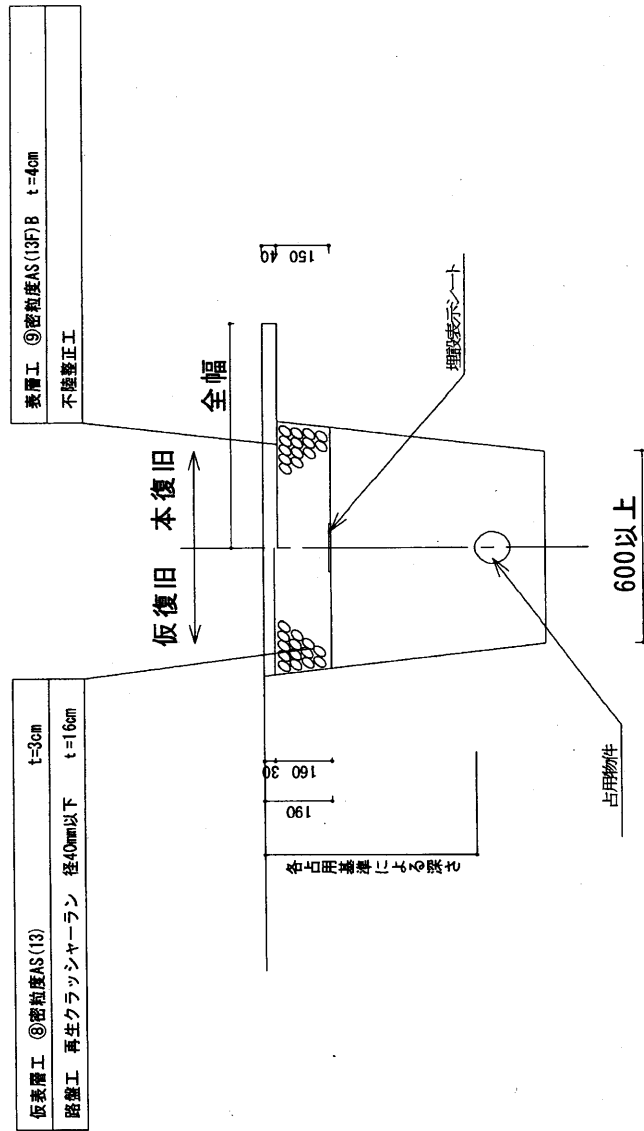 仮表層工 ⑧密粒度AS(13) t=3cm
路盤工 再生クラッシャーラン 径40mm以下 t=16cm
表層工 ⑨密粒度AS(13F)B t=4cm
不陸整正工
仮復旧 本復旧
全幅
30
160
190
40
150
各占用基準による深さ
埋設表示シート
占用物件
600以上